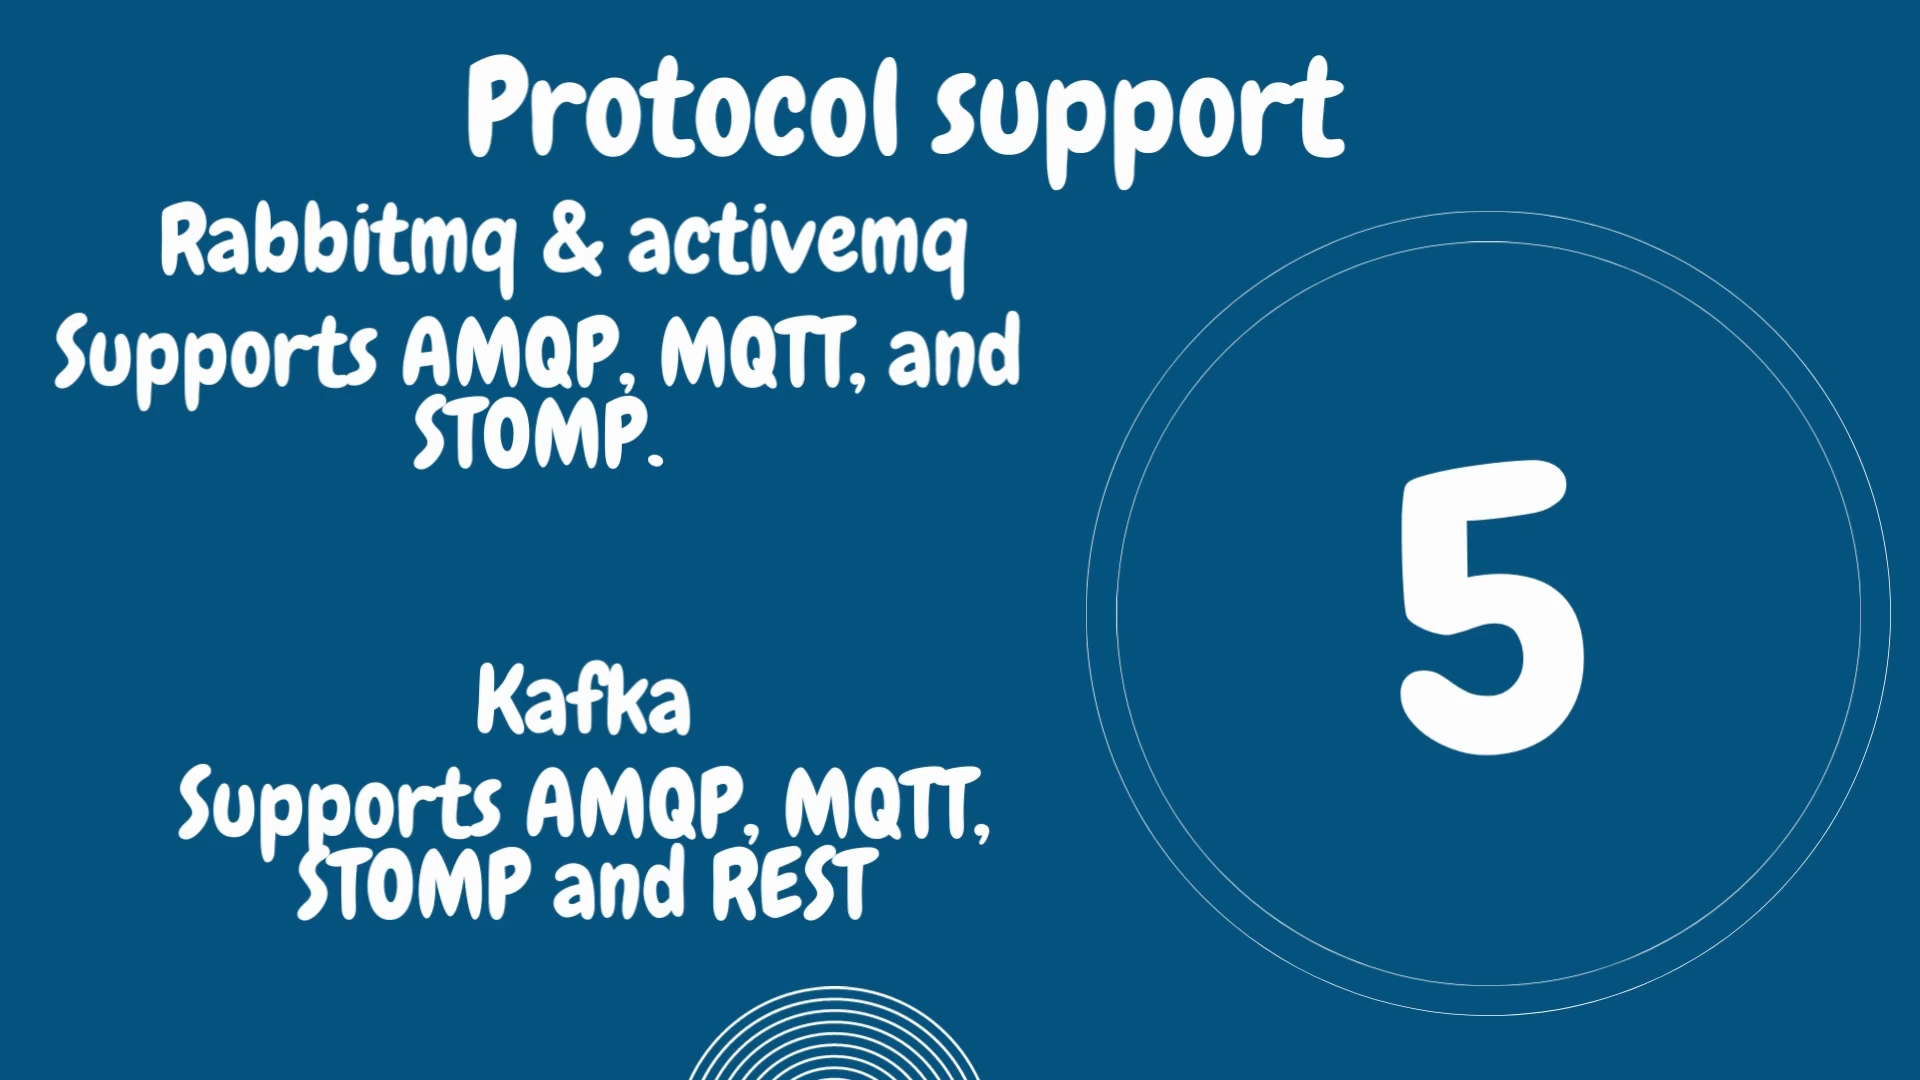 Protocol support
Rabbitmq & activemq
Supports AMQP, MQTT, and
STOMP.
5
Kafka
Supports AMQP, MQTT,
STOMP and REST